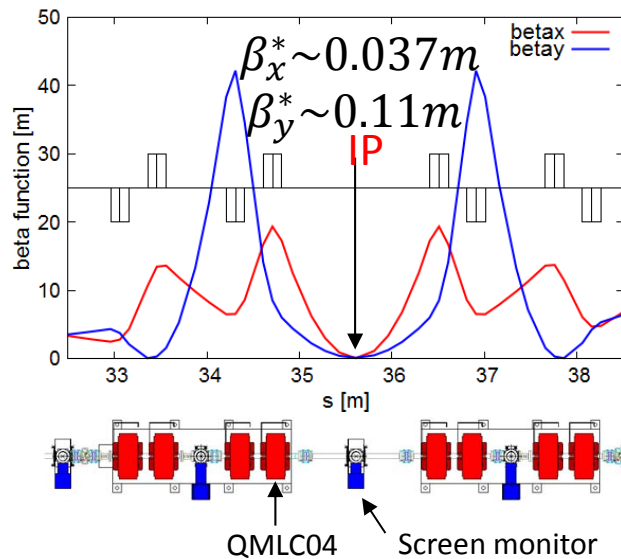 50
40
30
20
10
0
beta function [m]
betax
betay
β*x~0.037m
β*y~0.11m
IP
33 34 35 36 37 38
s [m]
QMLC04
Screen monitor